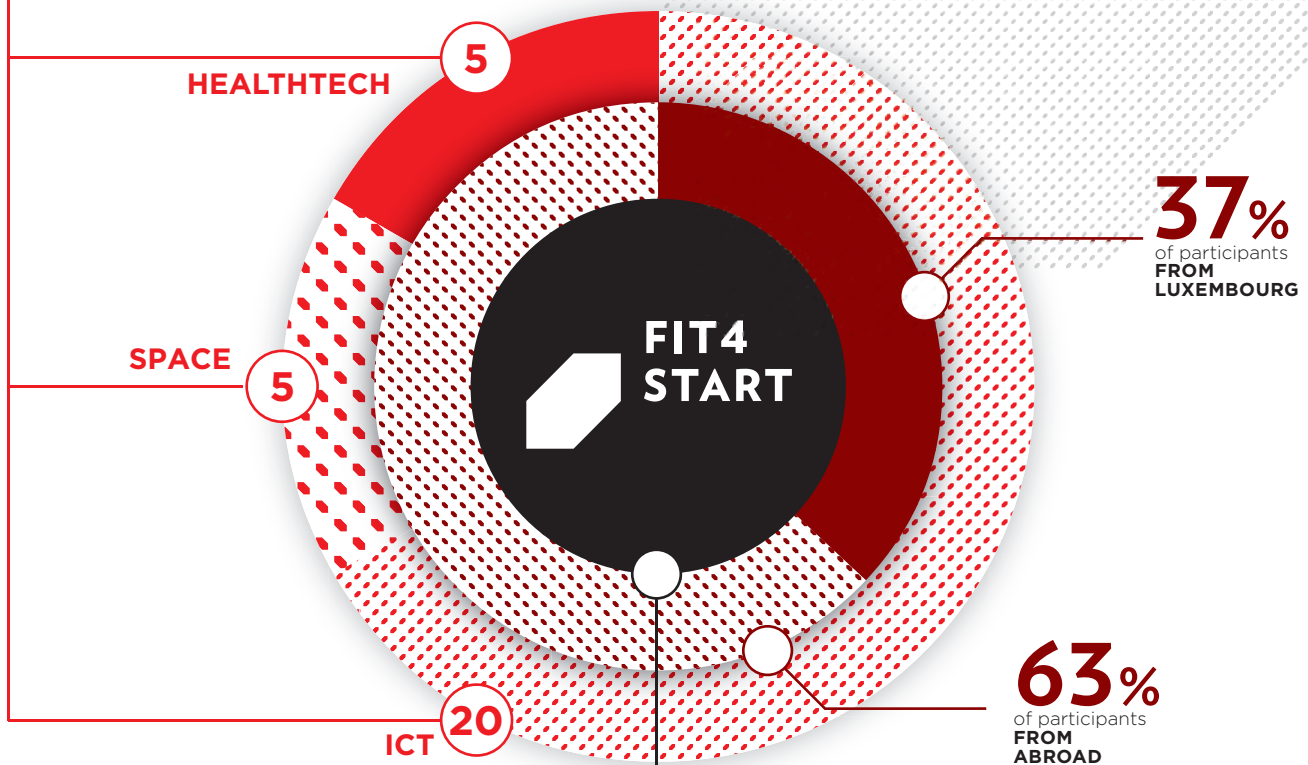 5
HEALTHTECH
37%
of participants
FROM
LUXEMBOURG
FIT4
START
SPACE
5
63%
of participants
FROM
ABROAD
20
ICT